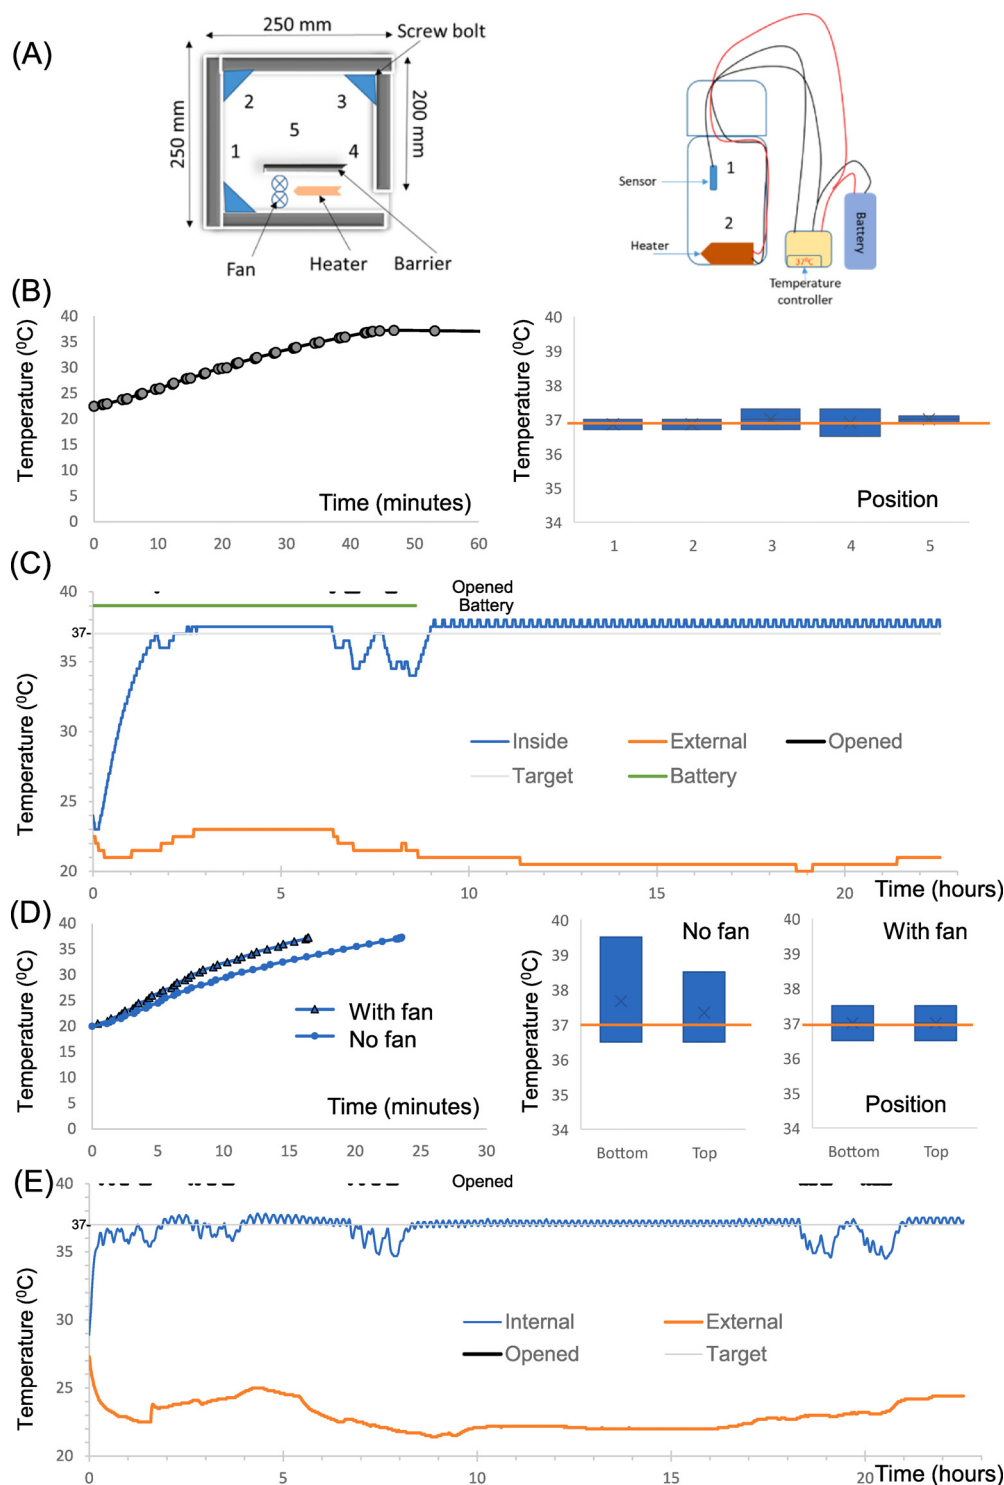 (A)
250 mm
Screw bolt
250 mm
200 mm
2
3
5
1
4
Fan
Heater
Barrier
1
Sensor
2
Heater
Battery
37⁰C
Temperature
controller
(B)
Temperature (⁰C)
40
35
30
25
20
15
10
5
0
Time (minutes)
0 10 20 30 40 50 60
Temperature (⁰C)
40
39
38
37
36
35
34
Position
1 2 3 4 5
(C)
Temperature (⁰C)
40
37-
35
30
25
20
Opened
Battery
Inside External Opened
Target Battery
0 5 10 15 20
Time (hours)
(D)
Temperature (⁰C)
40
35
30
25
20
15
10
5
0
With fan
No fan
Time (minutes)
0 5 10 15 20 25 30
Temperature (⁰C)
40
39
38
37
36
35
34
No fan
Bottom Top
40
39
38
37
36
35
34
With fan
Position
Bottom Top
(E)
Temperature (⁰C)
40
37-
35
30
25
20
Opened
Internal External
Opened Target
0 5 10 15 20
Time (hours)